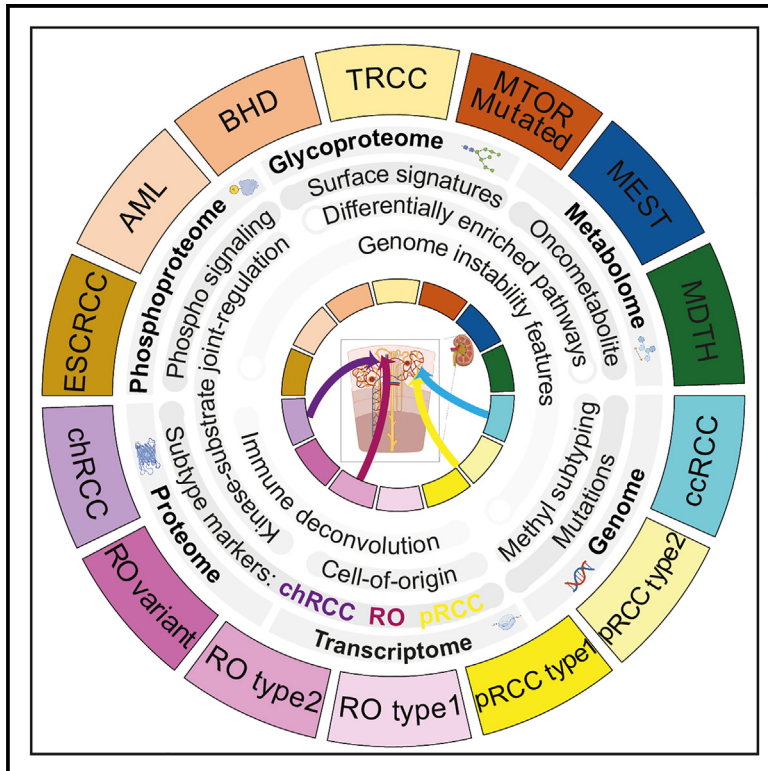 TRCC
MTOR
Mutated
MEST
MDTH
ccRCC
pRCC type2
pRCC type1
RO type1
RO type2
RO variant
chRCC
ESCRCC
AML
BHD
Glycoproteome
Metabolome
Genome
Transcriptome
Proteome
Phosphoproteome
Surface signatures
Oncometabolite
Mutations
Subtype markers: chRCC RO pRCC
Phospho signaling
Differentially enriched pathways
Methyl subtyping
Cell-of-origin
Kinase-substrate joint-regulation
Genome instability features
Immune deconvolution